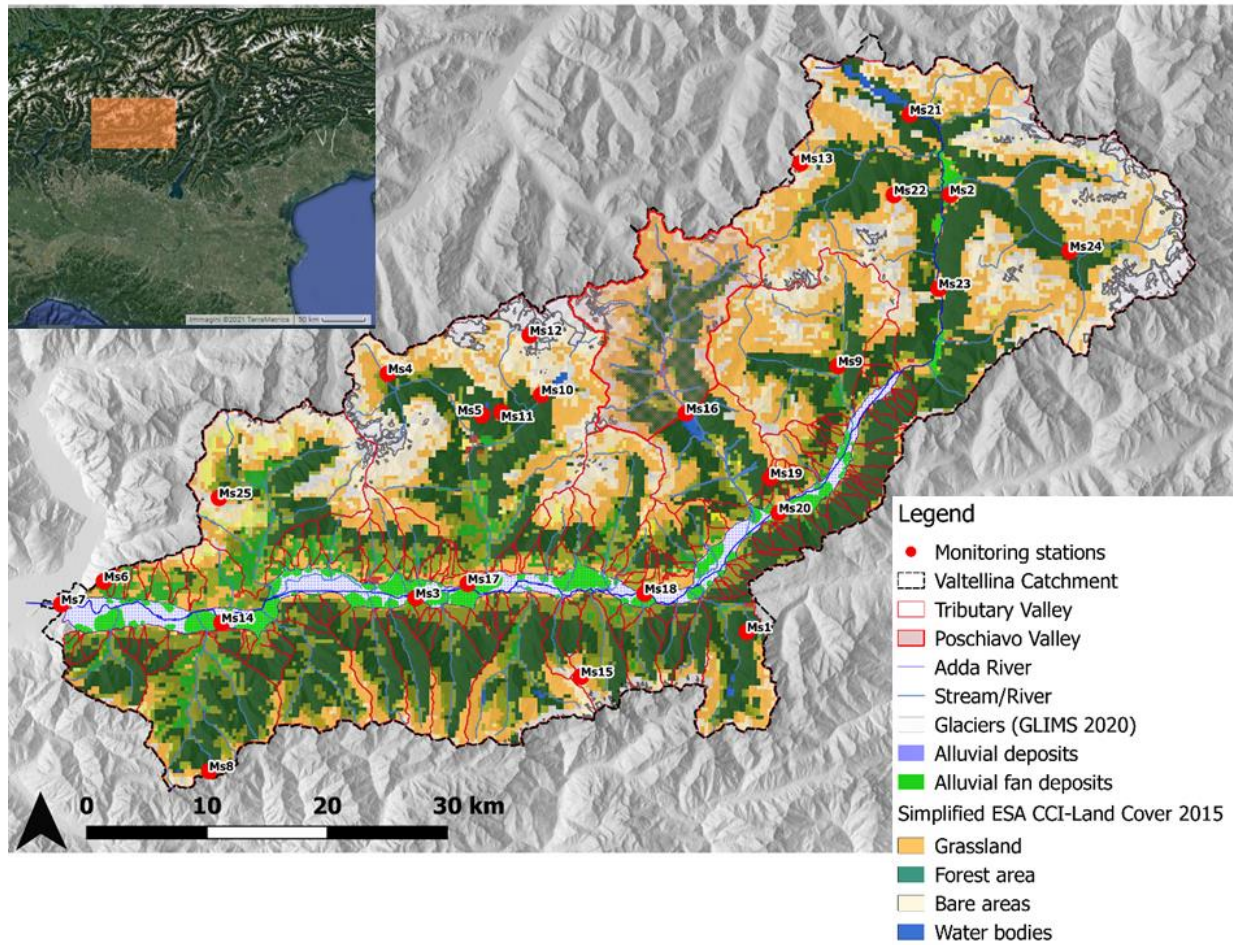 Immagini ©2021 TerraMetrics
Ms21
Ms13
Ms22
Ms2
Ms24
Ms23
Ms12
Ms4
Ms9
Ms10
Ms5
Ms11
Ms16
Ms19
Ms25
Ms20
Ms6
Ms17
Ms18
Ms7
Ms3
Ms14
Ms1
Ms15
Ms8
0 10 20 30 km
Legend
Monitoring stations
Valtellina Catchment
Tributary Valley
Poschiavo Valley
Adda River
Stream/River
Glaciers (GLIMS 2020)
Alluvial deposits
Alluvial fan deposits
Simplified ESA CCI-Land Cover 2015
Grassland
Forest area
Bare areas
Water bodies